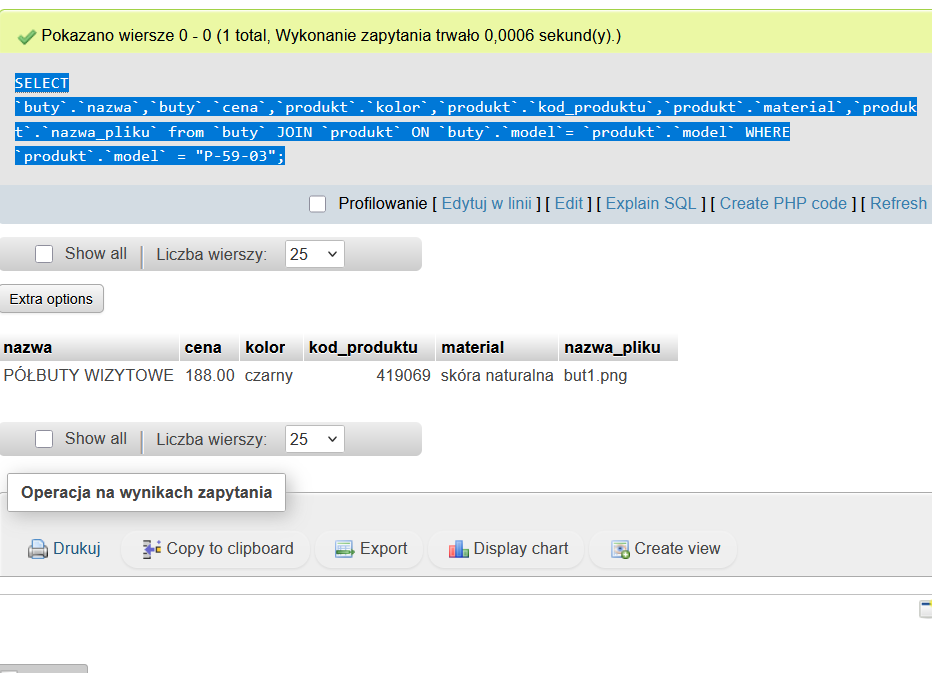 Pokazano wiersze 0 - 0 (1 total, Wykonanie zapytania trwało 0,0006 sekund(y).)
SELECT
`buty`.`nazwa`,`buty`.`cena`,`produkt`.`kolor`,`produkt`.`kod_produktu`,`produkt`.`material`,`produk
t`.`nazwa_pliku` from `buty` JOIN `produkt` ON `buty`.`model`= `produkt`.`model` WHERE
`produkt`.`model` = "P-59-03";
Profilowanie [ Edytuj w linii ] [ Edit ] [ Explain SQL ] [ Create PHP code ] [ Refresh
Show all | Liczba wierszy: 25
Extra options
nazwa cena kolor kod_produktu material nazwa_pliku
PÓŁBUTY WIZYTOWE 188.00 czarny 419069 skóra naturalna but1.png
Show all | Liczba wierszy: 25
Operacja na wynikach zapytania
Drukuj Copy to clipboard Export Display chart Create view